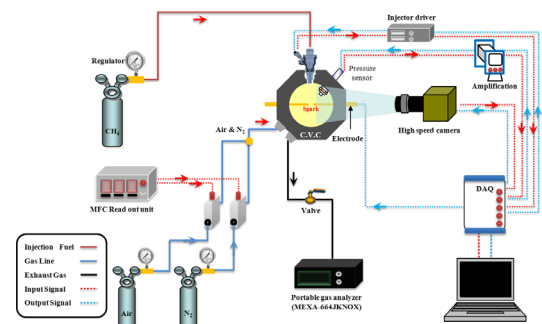 Injector driver
Regulator
Pressure
sensor
Amplification
Spark
CH4
Air & N2
C.V.C
High speed camera
Electrode
MFC Read out unit
DAQ
Valve
Injection Fuel
Gas Line
Exhaust Gas
Input Signal
Output Signal
Portable gas analyzer
(MEXA-664JKNOX)
Air
N2